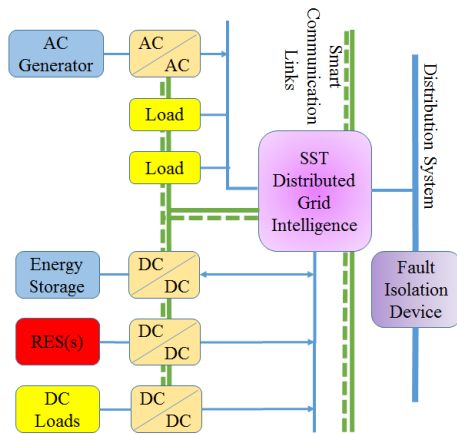 AC
Generator
AC
AC
Load
Load
Smart
Communication
Links
Distribution System
SST
Distributed
Grid
Intelligence
Energy
Storage
DC
DC
Fault
Isolation
Device
RES(s)
DC
DC
DC
Loads
DC
DC